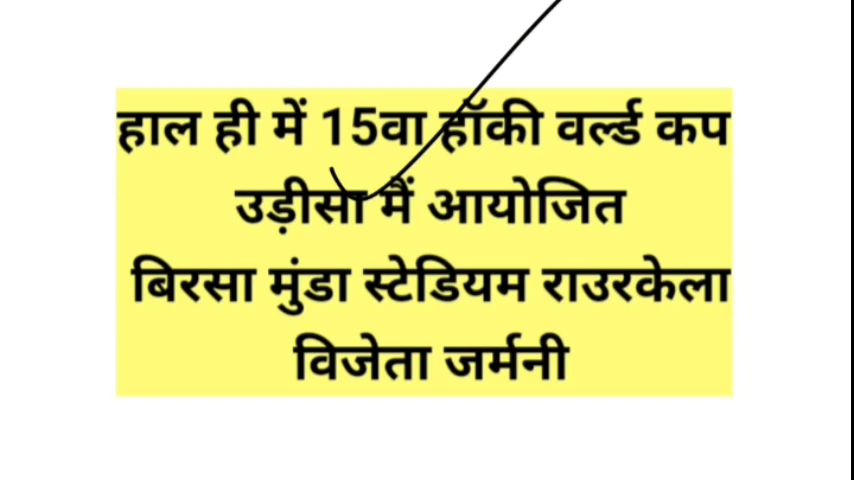 हाल ही में 15वा हॉकी वर्ल्ड कप
उड़ीसा मैं आयोजित
बिरसा मुंडा स्टेडियम राउरकेला
विजेता जर्मनी